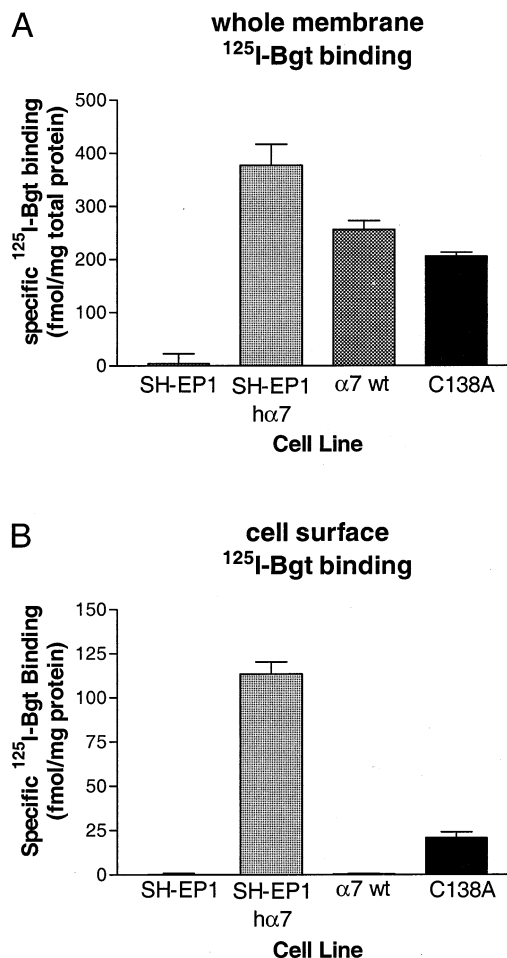 A
whole membrane
¹²⁵I-Bgt binding
specific ¹²⁵I-Bgt binding
(fmol/mg total protein)
500
400
300
200
100
0
SH-EP1 SH-EP1 α7 wt C138A
hα7
Cell Line
B
cell surface
¹²⁵I-Bgt binding
Specific ¹²⁵I-Bgt Binding
(fmol/mg protein)
150
125
100
75
50
25
0
SH-EP1 SH-EP1 α7 wt C138A
hα7
Cell Line